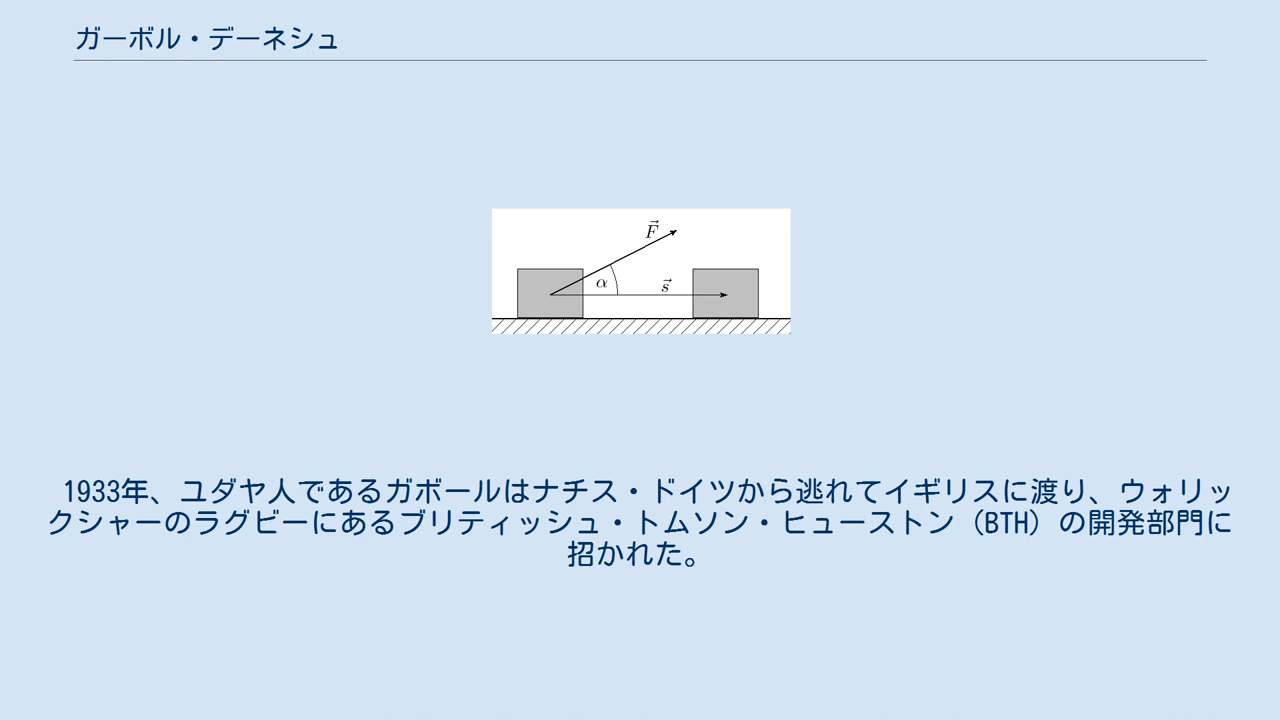 ガーボル・デーネシュ
F⃗
α
s⃗
1933年、ユダヤ人であるガボールはナチス・ドイツから逃れてイギリスに渡り、ウォリッ
クシャーのラグビーにあるブリティッシュ・トムソン・ヒューストン（BTH）の開発部門に
招かれた。